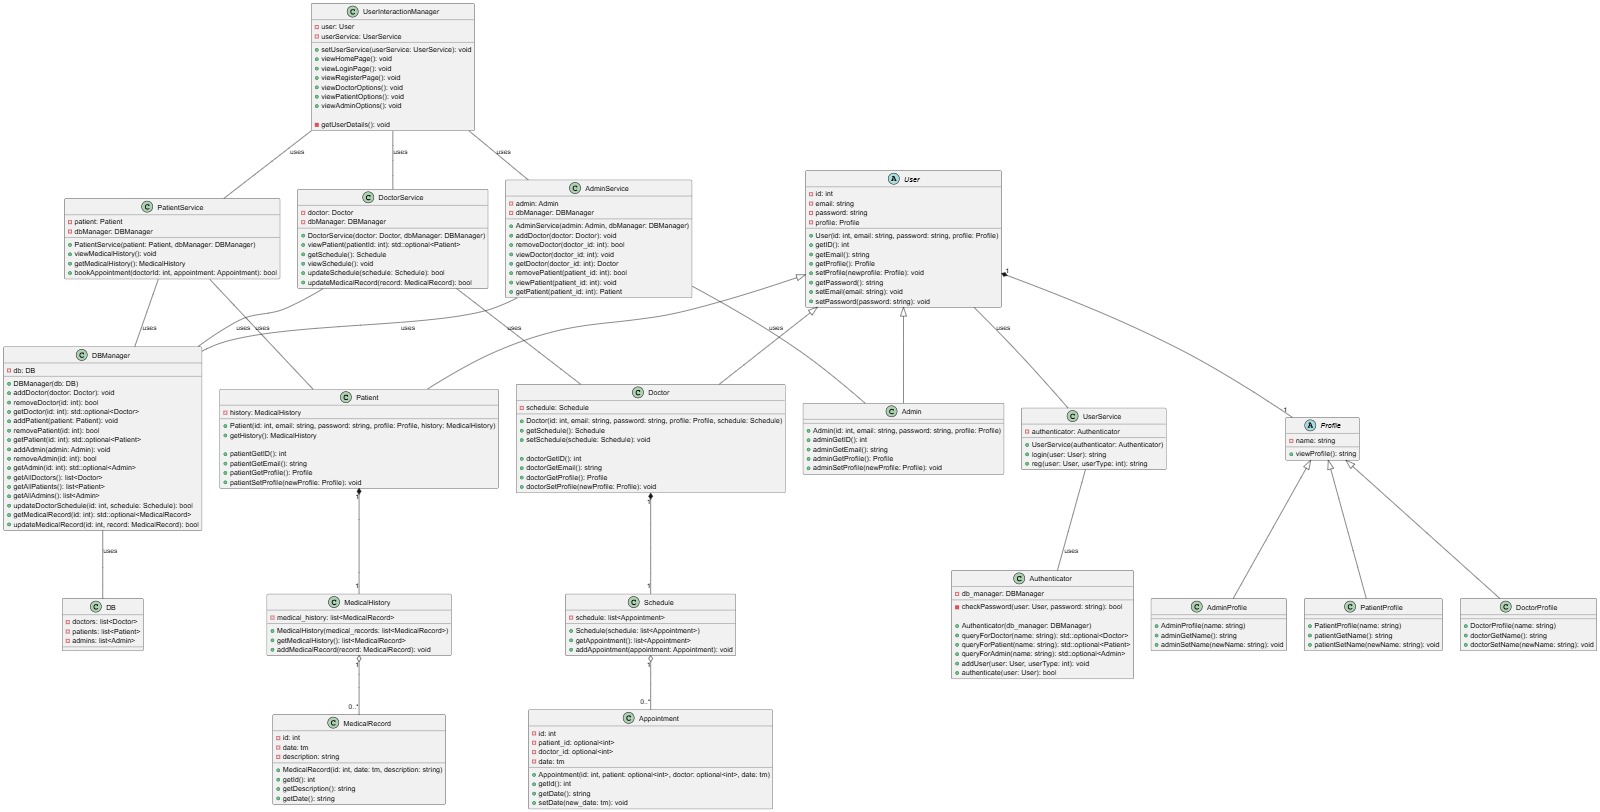 C UserInteractionManager
user: User
userService: UserService
setUserService(userService: UserService): void
viewHomePage(): void
viewLoginPage(): void
viewRegisterPage(): void
viewDoctorOptions(): void
viewPatientOptions(): void
viewAdminOptions(): void
getUserDetails(): void
uses
uses
uses
C PatientService
patient: Patient
dbManager: DBManager
PatientService(patient: Patient, dbManager: DBManager)
viewMedicalHistory(): void
getMedicalHistory(): MedicalHistory
bookAppointment(doctorId: int, appointment: Appointment): bool
C DoctorService
doctor: Doctor
dbManager: DBManager
DoctorService(doctor: Doctor, dbManager: DBManager)
viewPatient(patientId: int): std::optional<Patient>
getSchedule(): Schedule
viewSchedule(): void
updateSchedule(schedule: Schedule): bool
updateMedicalRecord(record: MedicalRecord): bool
C AdminService
admin: Admin
dbManager: DBManager
AdminService(admin: Admin, dbManager: DBManager)
addDoctor(doctor: Doctor): void
removeDoctor(doctor_id: int): bool
viewDoctor(doctor_id: int): void
getDoctor(doctor_id: int): Doctor
removePatient(patient_id: int): bool
viewPatient(patient_id: int): void
getPatient(patient_id: int): Patient
A User
id: int
email: string
password: string
profile: Profile
User(id: int, email: string, password: string, profile: Profile)
getID(): int
getEmail(): string
getProfile(): Profile
setProfile(newprofile: Profile): void
getPassword(): string
setEmail(email: string): void
setPassword(password: string): void
1
uses
uses
uses
uses
uses
uses
uses
1
C DBManager
db: DB
DBManager(db: DB)
addDoctor(doctor: Doctor): void
removeDoctor(id: int): bool
getDoctor(id: int): std::optional<Doctor>
addPatient(patient: Patient): void
removePatient(id: int): bool
getPatient(id: int): std::optional<Patient>
addAdmin(admin: Admin): void
removeAdmin(id: int): bool
getAdmin(id: int): std::optional<Admin>
getAllDoctors(): list<Doctor>
getAllPatients(): list<Patient>
getAllAdmins(): list<Admin>
updateDoctorSchedule(id: int, schedule: Schedule): bool
getMedicalRecord(id: int): std::optional<MedicalRecord>
updateMedicalRecord(id: int, record: MedicalRecord): bool
C Patient
history: MedicalHistory
Patient(id: int, email: string, password: string, profile: Profile, history: MedicalHistory)
getHistory(): MedicalHistory
patientGetID(): int
patientGetEmail(): string
patientGetProfile(): Profile
patientSetProfile(newProfile: Profile): void
C Doctor
schedule: Schedule
Doctor(id: int, email: string, password: string, profile: Profile, schedule: Schedule)
getSchedule(): Schedule
setSchedule(schedule: Schedule): void
doctorGetID(): int
doctorGetEmail(): string
doctorGetProfile(): Profile
doctorSetProfile(newProfile: Profile): void
C Admin
Admin(id: int, email: string, password: string, profile: Profile)
adminGetID(): int
adminGetEmail(): string
adminGetProfile(): Profile
adminSetProfile(newProfile: Profile): void
C UserService
authenticator: Authenticator
UserService(authenticator: Authenticator)
login(user: User): string
reg(user: User, userType: int): string
A Profile
name: string
viewProfile(): string
1
1
uses
uses
1
1
C DB
doctors: list<Doctor>
patients: list<Patient>
admins: list<Admin>
C MedicalHistory
medical_history: list<MedicalRecord>
MedicalHistory(medical_records: list<MedicalRecord>)
getMedicalHistory(): list<MedicalRecord>
addMedicalRecord(record: MedicalRecord): void
C Schedule
schedule: list<Appointment>
Schedule(schedule: list<Appointment>)
getAppointment(): list<Appointment>
addAppointment(appointment: Appointment): void
C Authenticator
db_manager: DBManager
checkPassword(user: User, password: string): bool
Authenticator(db_manager: DBManager)
queryForDoctor(name: string): std::optional<Doctor>
queryForPatient(name: string): std::optional<Patient>
queryForAdmin(name: string): std::optional<Admin>
addUser(user: User, userType: int): void
authenticate(user: User): bool
C AdminProfile
AdminProfile(name: string)
adminGetName(): string
adminSetName(newName: string): void
C PatientProfile
PatientProfile(name: string)
patientGetName(): string
patientSetName(newName: string): void
C DoctorProfile
DoctorProfile(name: string)
doctorGetName(): string
doctorSetName(newName: string): void
1
1
0..*
0..*
C MedicalRecord
id: int
date: tm
description: string
MedicalRecord(id: int, date: tm, description: string)
getId(): int
getDescription(): string
getDate(): string
C Appointment
id: int
patient_id: optional<int>
doctor_id: optional<int>
date: tm
Appointment(id: int, patient: optional<int>, doctor: optional<int>, date: tm)
getId(): int
getDate(): string
setDate(new_date: tm): void